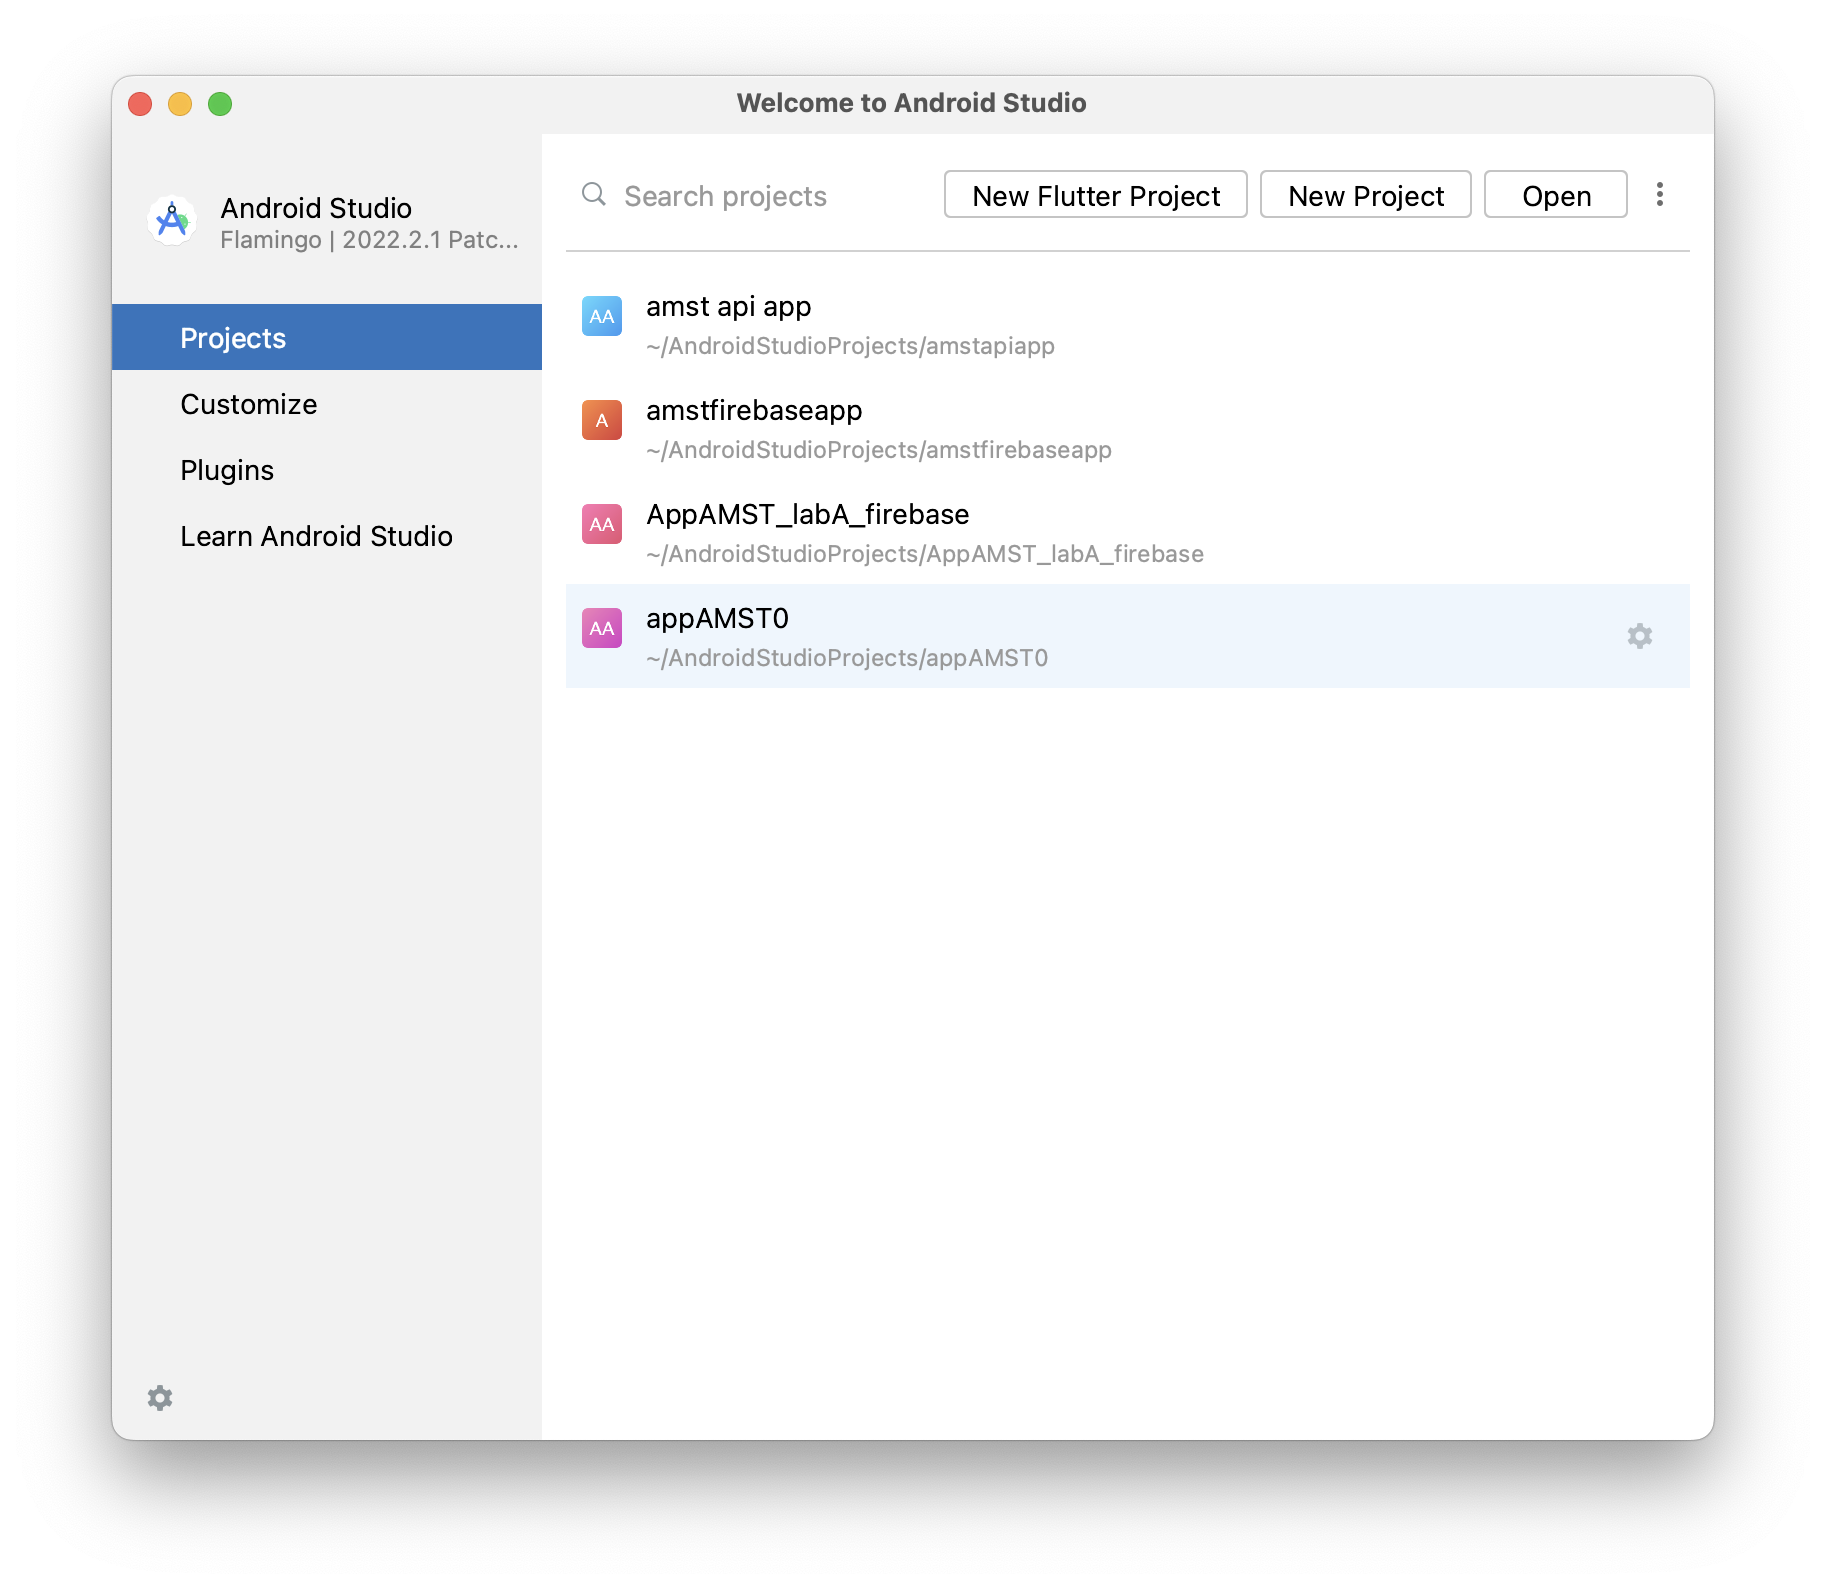 Welcome to Android Studio
Android Studio
Flamingo | 2022.2.1 Patc...
Projects
Customize
Plugins
Learn Android Studio
Search projects
New Flutter Project
New Project
Open
AA
amst api app
~/AndroidStudioProjects/amstapiapp
A
amstfirebaseapp
~/AndroidStudioProjects/amstfirebaseapp
AA
AppAMST_labA_firebase
~/AndroidStudioProjects/AppAMST_labA_firebase
AA
appAMST0
~/AndroidStudioProjects/appAMST0